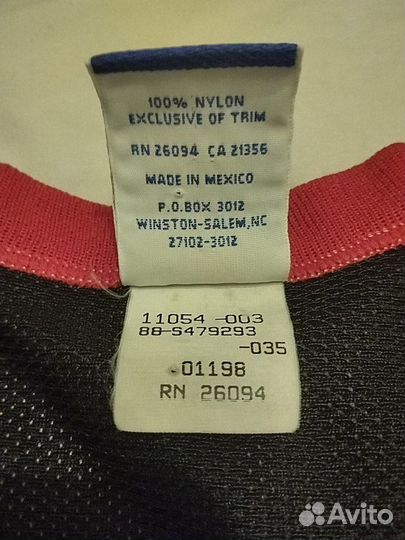 100% NYLON
EXCLUSIVE OF TRIM
RN 26094 CA 21356
MADE IN MEXICO
P.O.BOX 3012
WINSTON-SALEM,NC
27102-3012
11054 -003
88-S479293
-035
01198
RN 26094
Avito